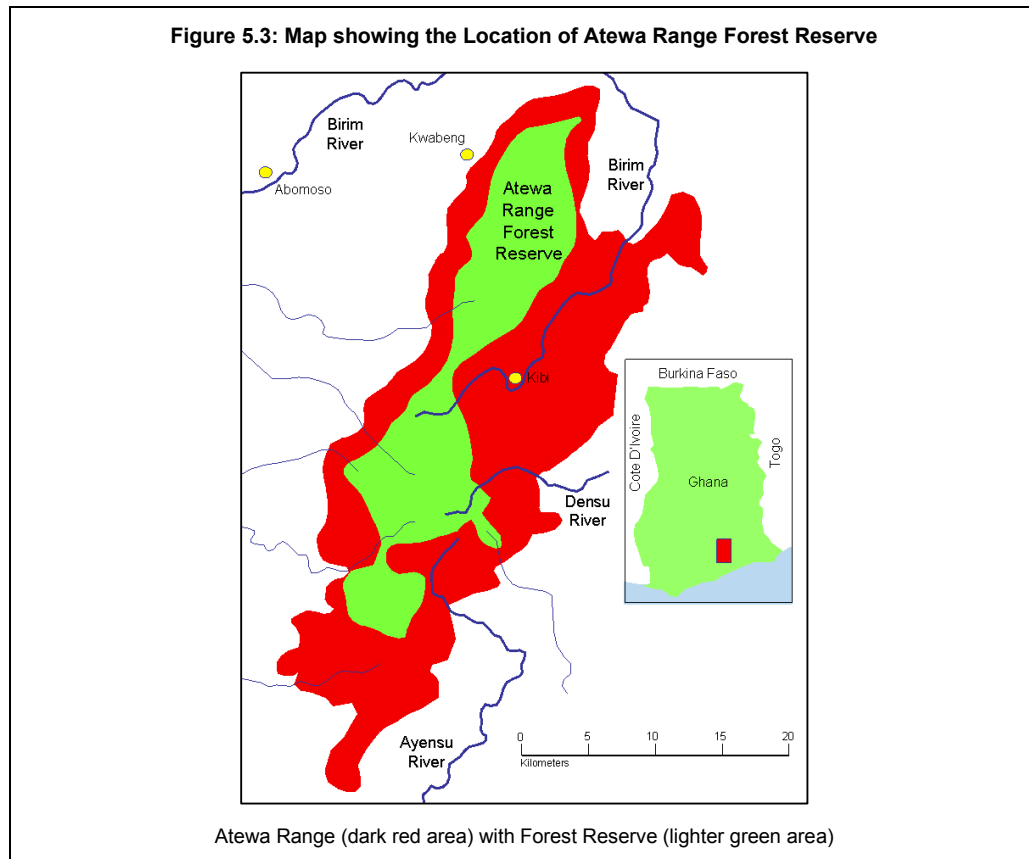 Figure 5.3: Map showing the Location of Atewa Range Forest Reserve
Birim
River
Kwabeng
Abomoso
Birim
River
Atewa
Range
Forest
Reserve
Kibi
Burkina Faso
Cote D'Ivoire
Togo
Ghana
Densu
River
Ayensu
River
0 5 10 15 20
Kilometers
Atewa Range (dark red area) with Forest Reserve (lighter green area)